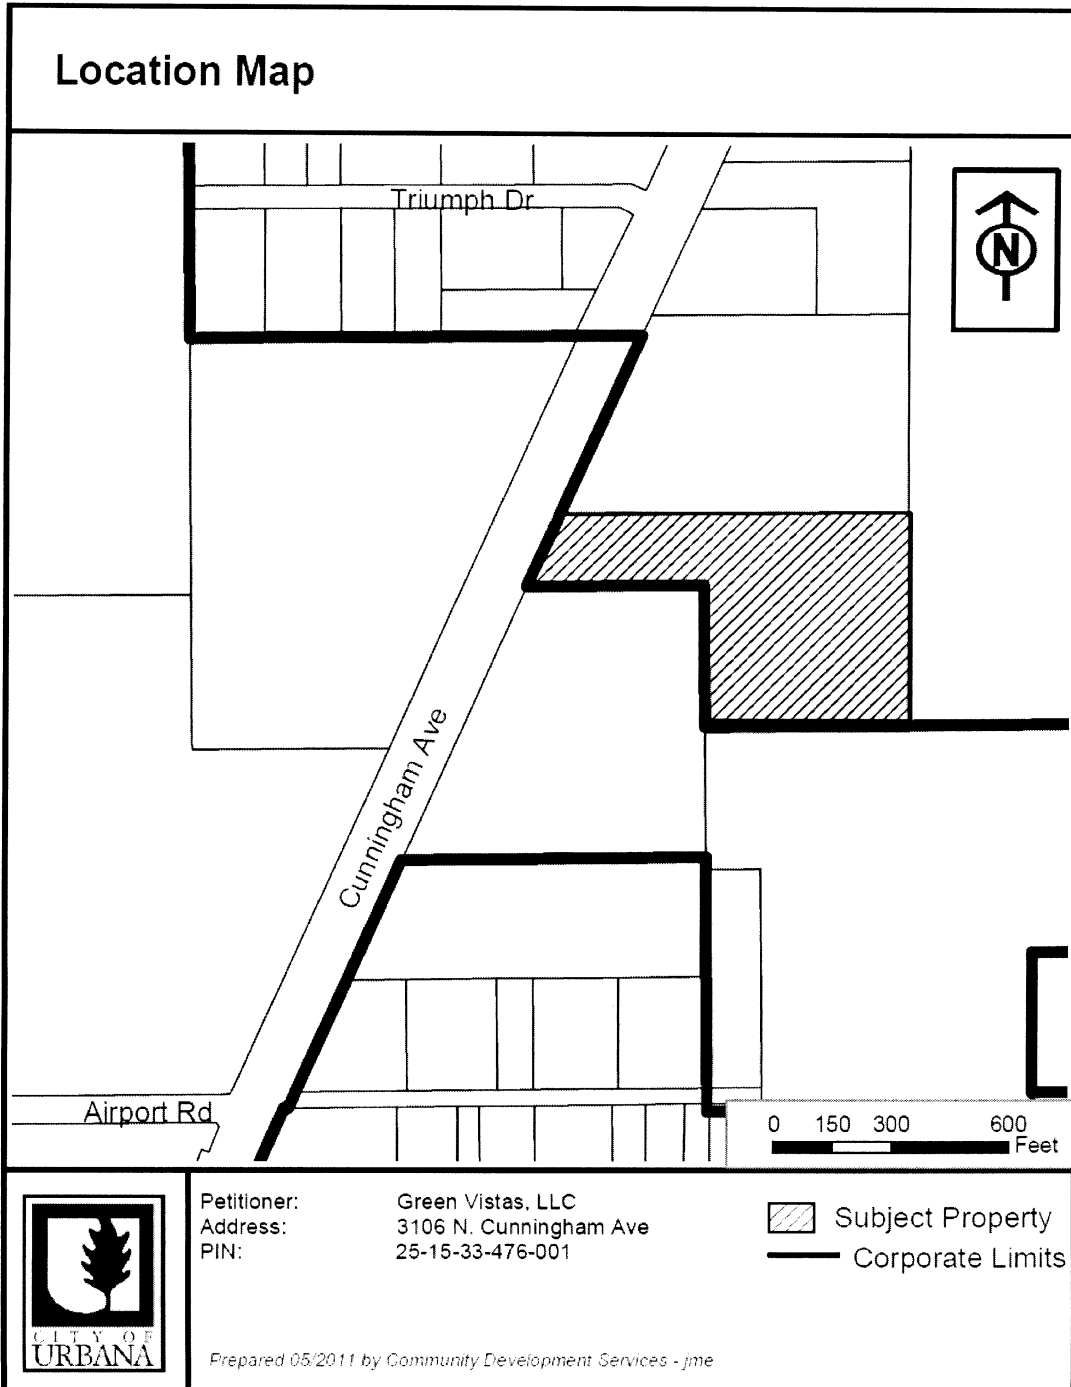 Location Map
Triumph Dr
N
Cunningham Ave
Airport Rd
0 150 300 600
Feet
Petitioner: Green Vistas, LLC
Address: 3106 N. Cunningham Ave
PIN: 25-15-33-476-001
Subject Property
Corporate Limits
CITY OF
URBANA
Prepared 05/2011 by Community Development Services - jme